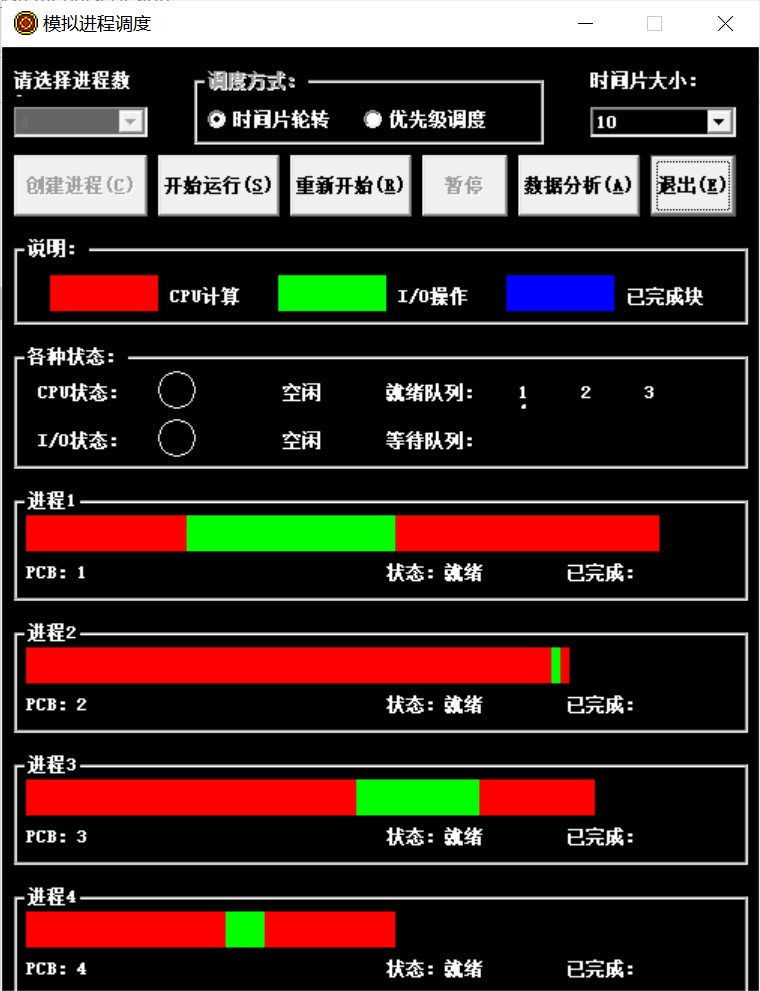 模拟进程调度
请选择进程数 调度方式: 时间片大小:
4 时间片轮转 优先级调度 10
创建进程(C) 开始运行(S) 重新开始(R) 暂停 数据分析(A) 退出(E)
说明:
CPU计算 I/O操作 已完成块
各种状态:
CPU状态: 空闲 就绪队列: 1 2 3
I/O状态: 空闲 等待队列:
进程1
PCB: 1 状态: 就绪 已完成:
进程2
PCB: 2 状态: 就绪 已完成:
进程3
PCB: 3 状态: 就绪 已完成:
进程4
PCB: 4 状态: 就绪 已完成: